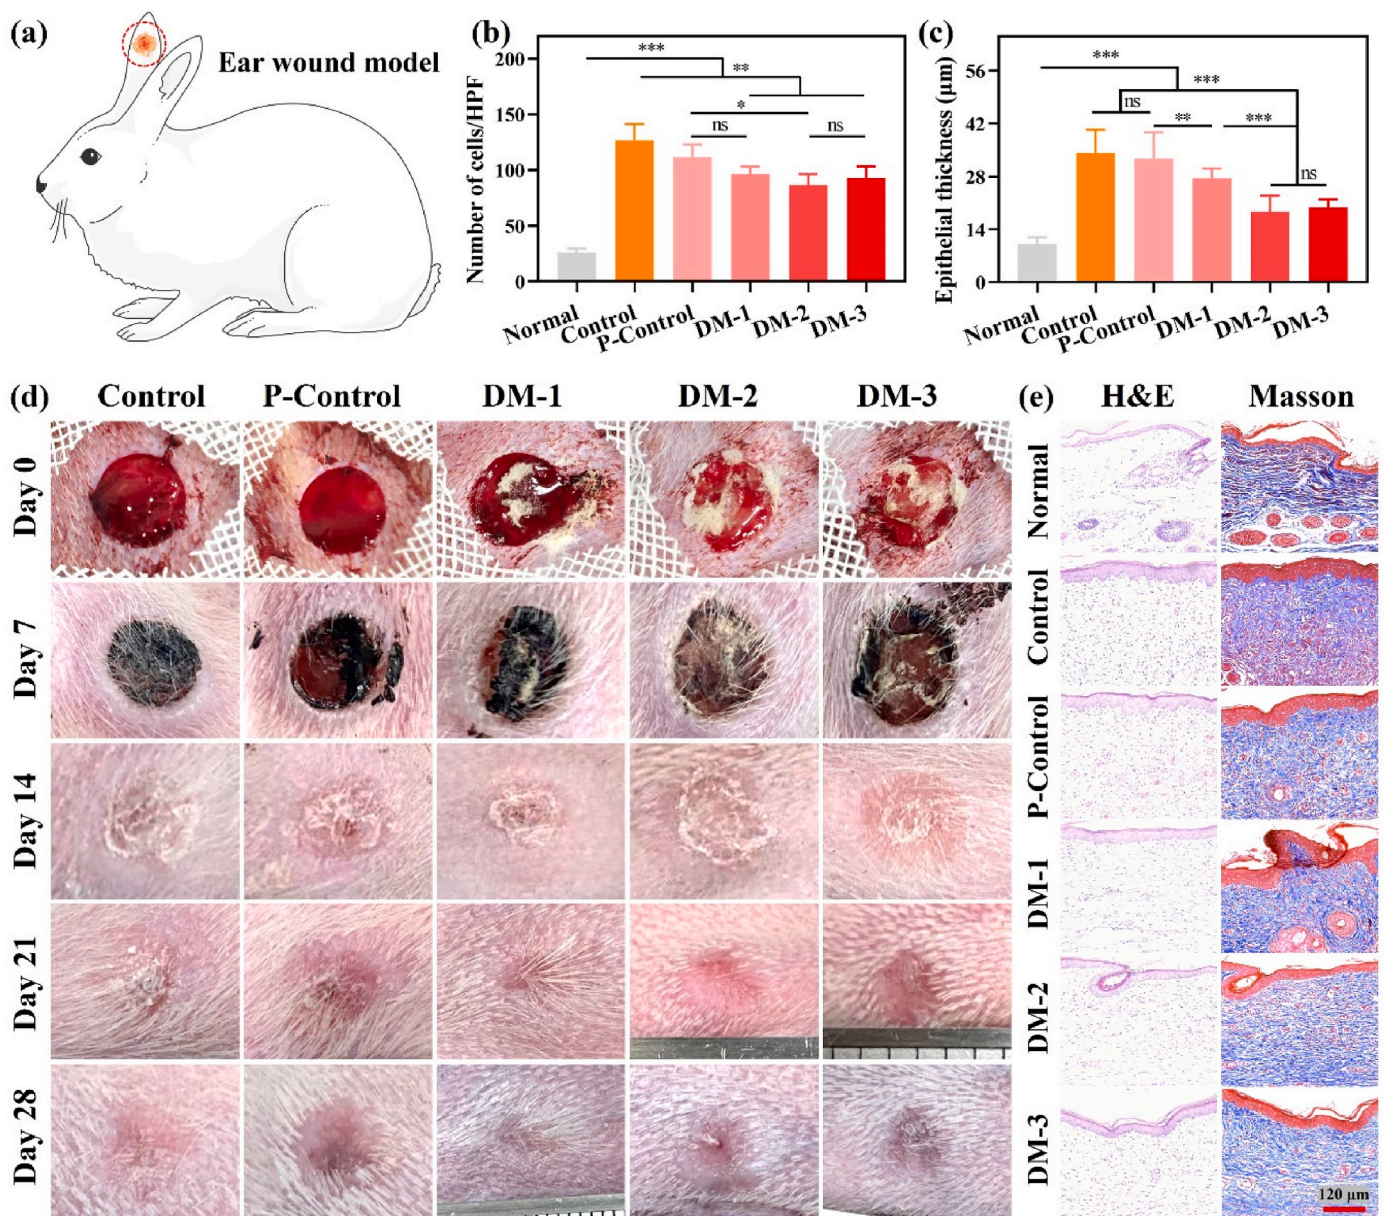 (a)
Ear wound model
(b)
Number of cells/HPF
200
150
100
50
0
***
**
*
ns
ns
Normal
Control
P-Control
DM-1
DM-2
DM-3
(c)
Epithelial thickness (μm)
56
42
28
14
0
***
***
ns
**
***
ns
Normal
Control
P-Control
DM-1
DM-2
DM-3
(d)
Control
P-Control
DM-1
DM-2
DM-3
Day 0
Day 7
Day 14
Day 21
Day 28
(e)
H&E
Masson
Normal
Control
P-Control
DM-1
DM-2
DM-3
120 μm